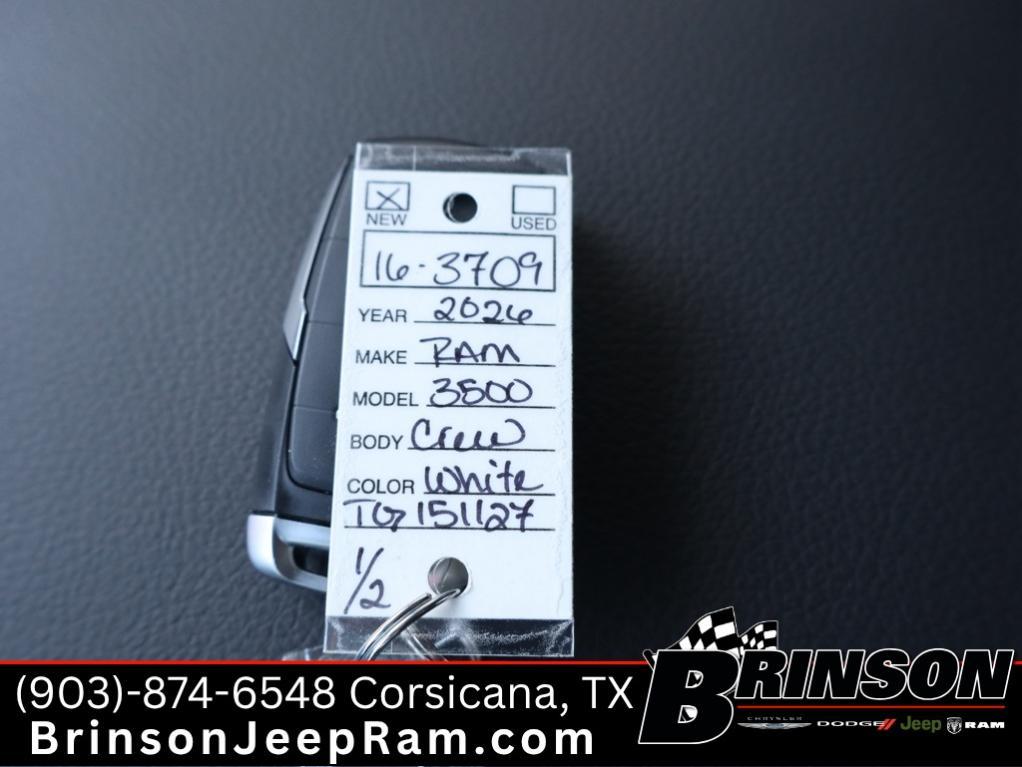 NEW USED
16-3709
YEAR 2026
MAKE RAM
MODEL 3500
BODY Crew
COLOR White
TG151127
1/2
(903)-874-6548 Corsicana, TX
BrinsonJeepRam.com
BRINSON
CHRYSLER DODGE Jeep RAM